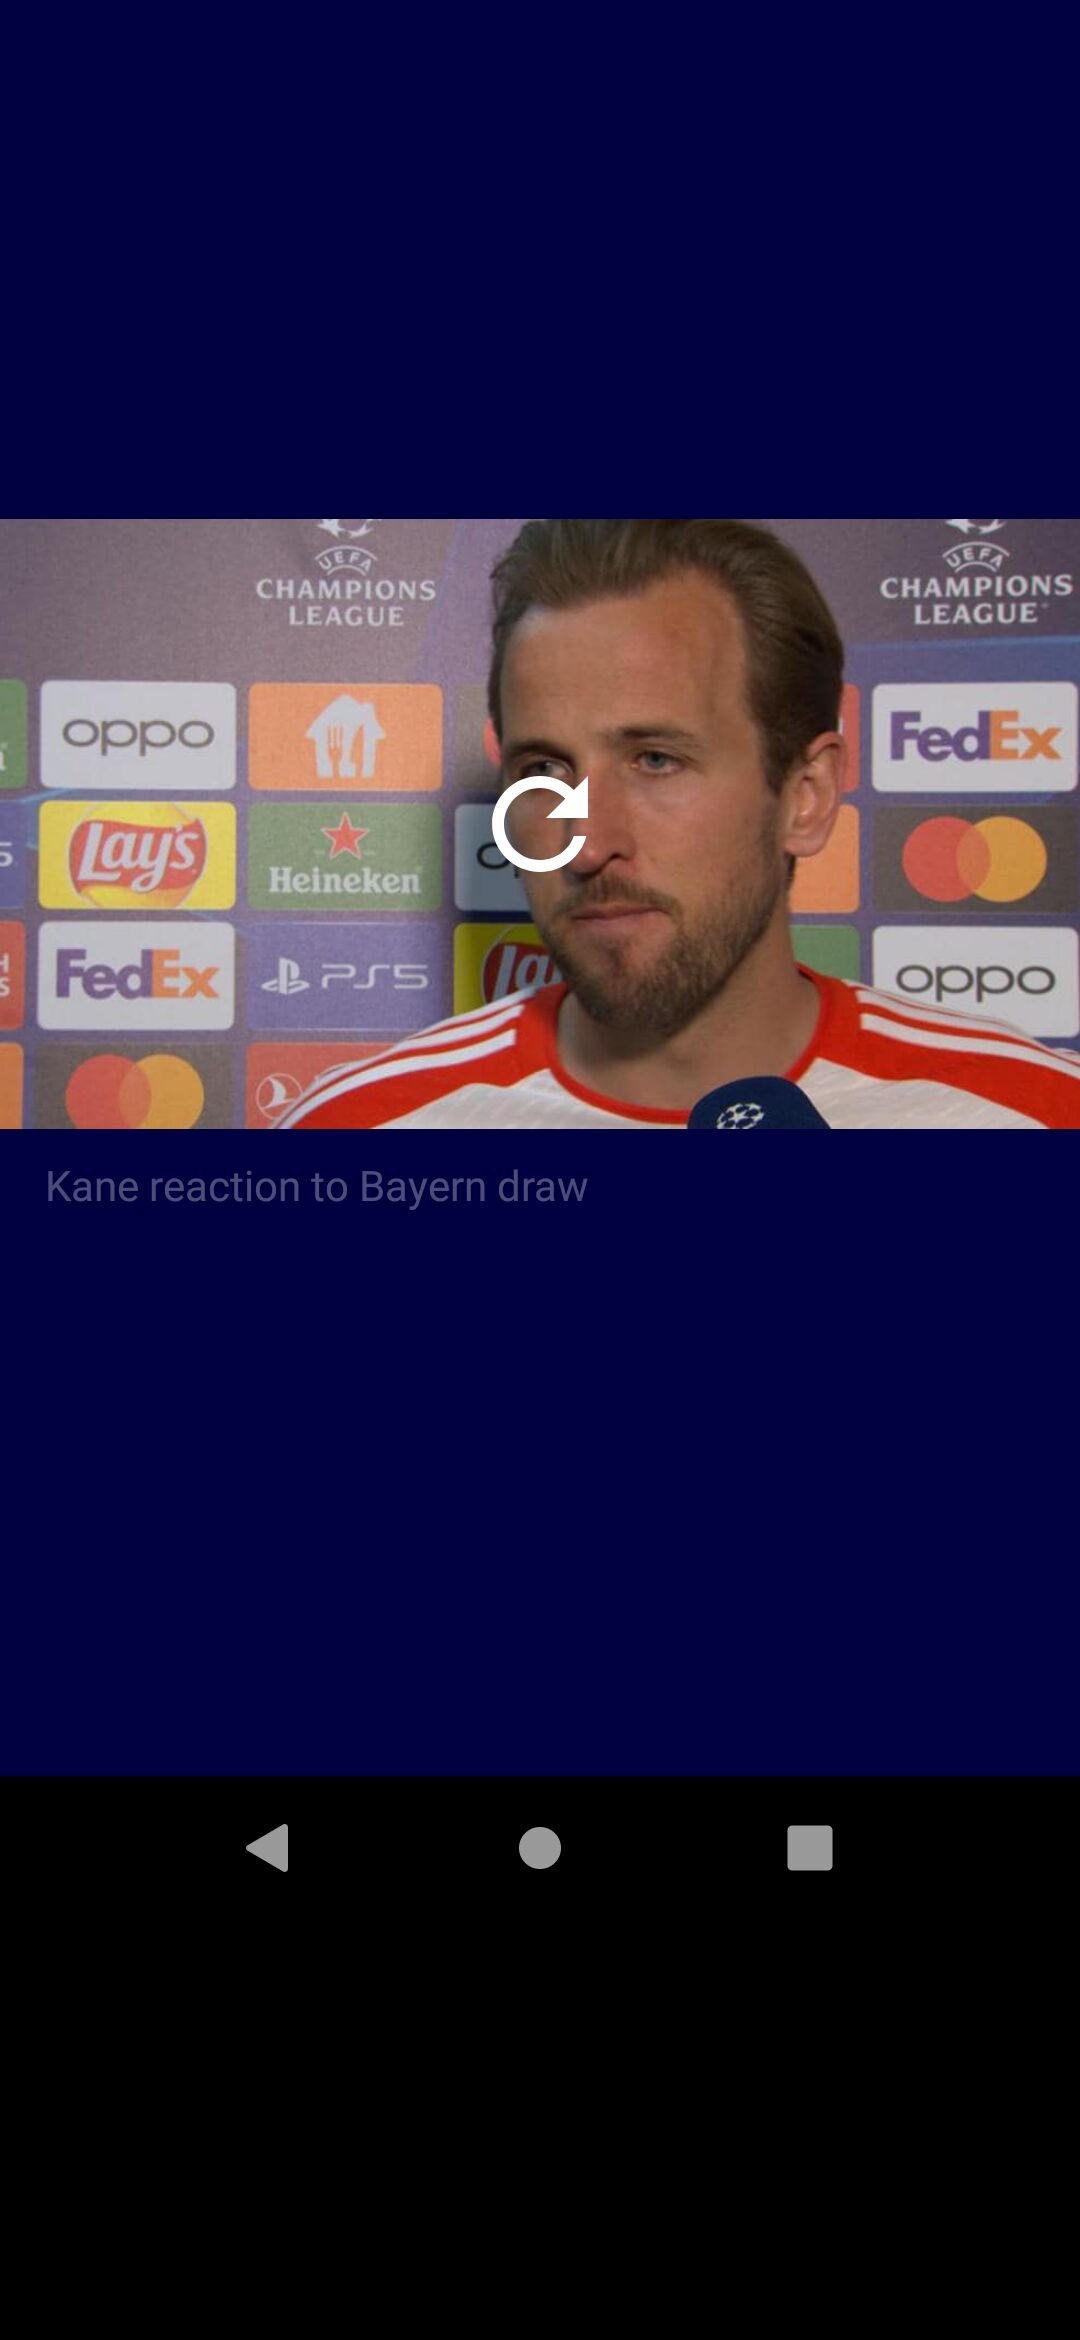 UEFA
CHAMPIONS
LEAGUE
UEFA
CHAMPIONS
LEAGUE
oppo
FedEx
Lay's
Heineken
FedEx
PS5
oppo
Kane reaction to Bayern draw